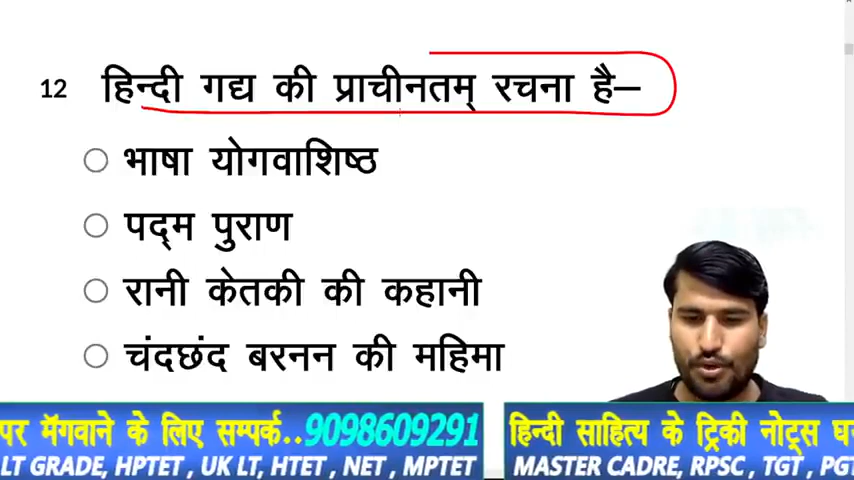 12 हिन्दी गद्य की प्राचीनतम् रचना है–
भाषा योगवाशिष्ठ
पद्म पुराण
रानी केतकी की कहानी
चंदछंद बरनन की महिमा
पर मॅगवाने के लिए सम्पर्क..9098609291
हिन्दी साहित्य के ट्रिकी नोट्स घ
LT GRADE, HPTET, UK LT, HTET, NET, MPTET
MASTER CADRE, RPSC, TGT, PGT